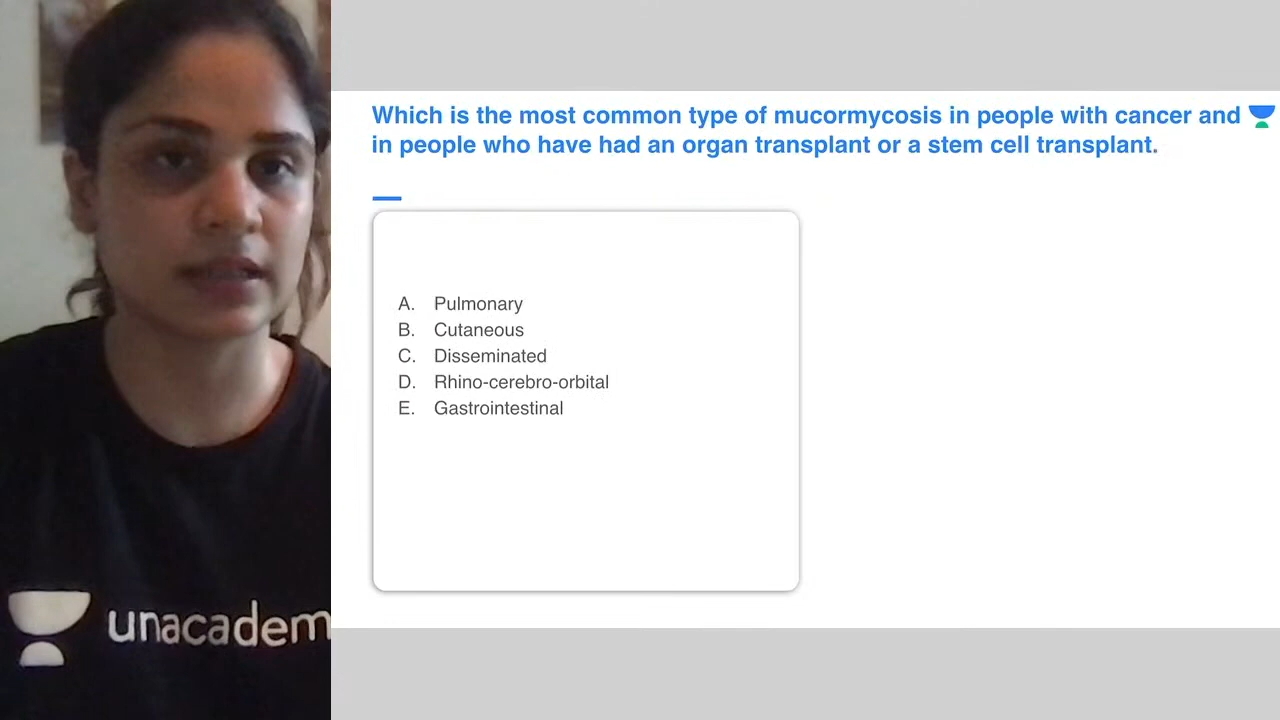 Which is the most common type of mucormycosis in people with cancer and
in people who have had an organ transplant or a stem cell transplant.
A. Pulmonary
B. Cutaneous
C. Disseminated
D. Rhino-cerebro-orbital
E. Gastrointestinal
unacadem